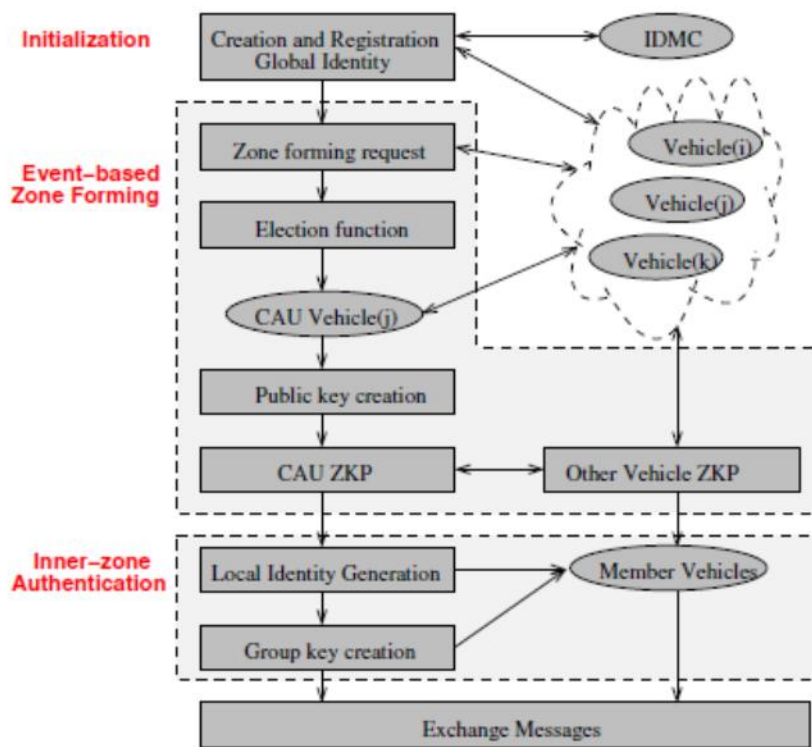 Initialization
Creation and Registration
Global Identity
IDMC
Event-based
Zone Forming
Zone forming request
Vehicle(i)
Election function
Vehicle(j)
Vehicle(k)
CAU Vehicle(j)
Public key creation
CAU ZKP
Other Vehicle ZKP
Inner-zone
Authentication
Local Identity Generation
Member Vehicles
Group key creation
Exchange Messages